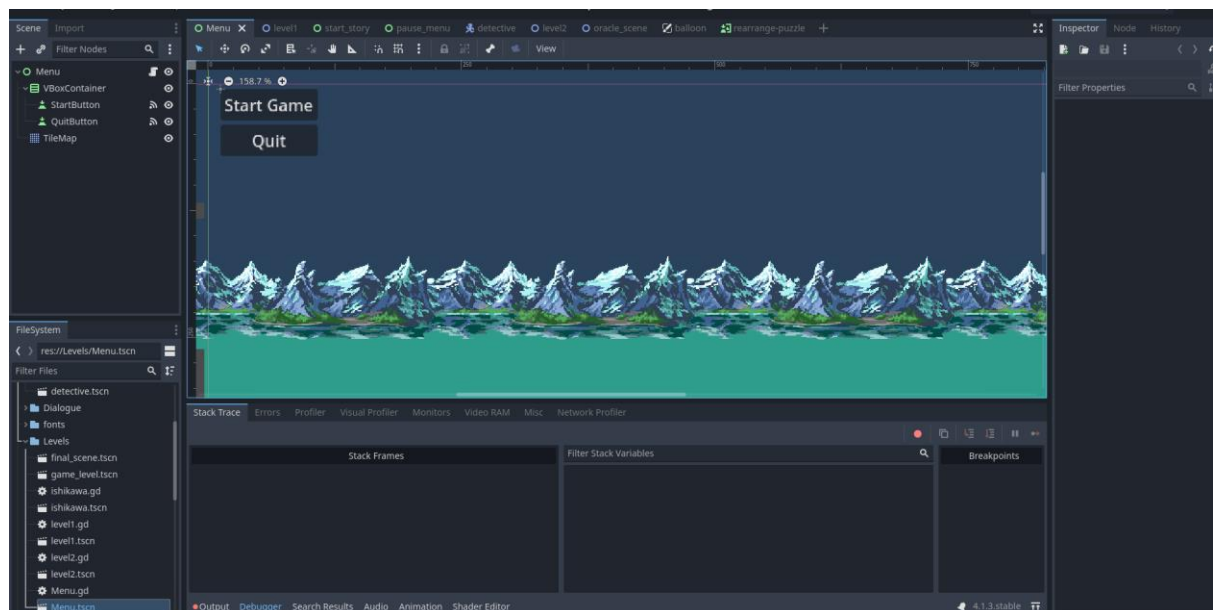 Scene Import
Filter Nodes
Menu
VBoxContainer
StartButton
QuitButton
TileMap
FileSystem
res://Levels/Menu.tscn
Filter Files
detective.tscn
Dialogue
fonts
Levels
final_scene.tscn
game_level.tscn
ishikawa.gd
ishikawa.tscn
level1.gd
level1.tscn
level2.gd
level2.tscn
Menu.gd
Menu.tscn
Menu level1 start_story pause_menu detective level2 oracle_scene balloon rearrange-puzzle
View
0 250 500 750
158.7 %
Start Game
Quit
Stack Trace Errors Profiler Visual Profiler Monitors Video RAM Misc Network Profiler
Stack Frames Filter Stack Variables Breakpoints
Output Debugger Search Results Audio Animation Shader Editor 4.1.3.stable
Inspector Node History
Filter Properties